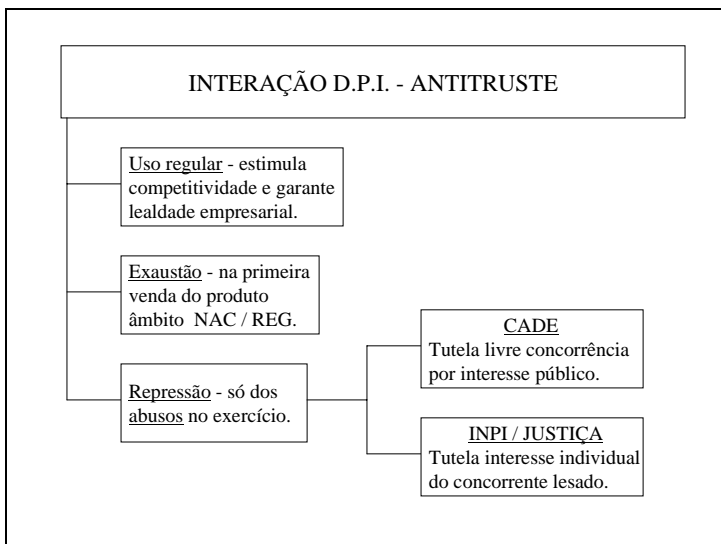 INTERAÇÃO D.P.I. - ANTITRUSTE
Uso regular - estimula
competitividade e garante
lealdade empresarial.
Exaustão - na primeira
venda do produto
âmbito NAC / REG.
Repressão - só dos
abusos no exercício.
CADE
Tutela livre concorrência
por interesse público.
INPI / JUSTIÇA
Tutela interesse individual
do concorrente lesado.